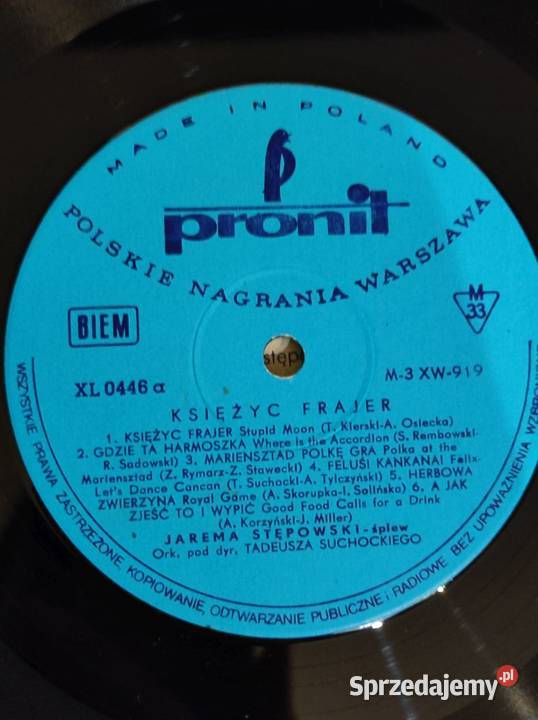 MADE IN POLAND
pronit
POLSKIE NAGRANIA WARSZAWA
BIEM
M
33
stępo
XL 0446 α
M-3 XW-919
KSIĘŻYC FRAJER
1. KSIĘŻYC FRAJER Stupid Moon (T. Kierski-A. Osiecka)
2. GDZIE TA HARMOSZKA Where is the Accordion (S. Rembowski-
R. Sadowski) 3. MARIENSZTAD POLKĘ GRA Polka at the
Mariensztad (Z. Rymarz-Z. Stawecki) 4. FELUŚ! KANKANA! Felix-
Let's Dance Cancan (T. Suchocki-A. Tylczyński) 5. HERBOWA
ZWIERZYNA Royal Game (A. Skorupka-I. Solińska) 6. A JAK
ZJEŚĆ TO I WYPIĆ Good Food Calls for a Drink
(A. Korzyński-J. Miller)
JAREMA STĘPOWSKI-śpiew
Ork. pod dyr. TADEUSZA SUCHOCKIEGO
WSZYSTKIE PRAWA ZASTRZEŻONE KOPIOWANIE, ODTWARZANIE PUBLICZNE i RADIOWE BEZ UPOWAŻNIENIA
Sprzedajemy.pl